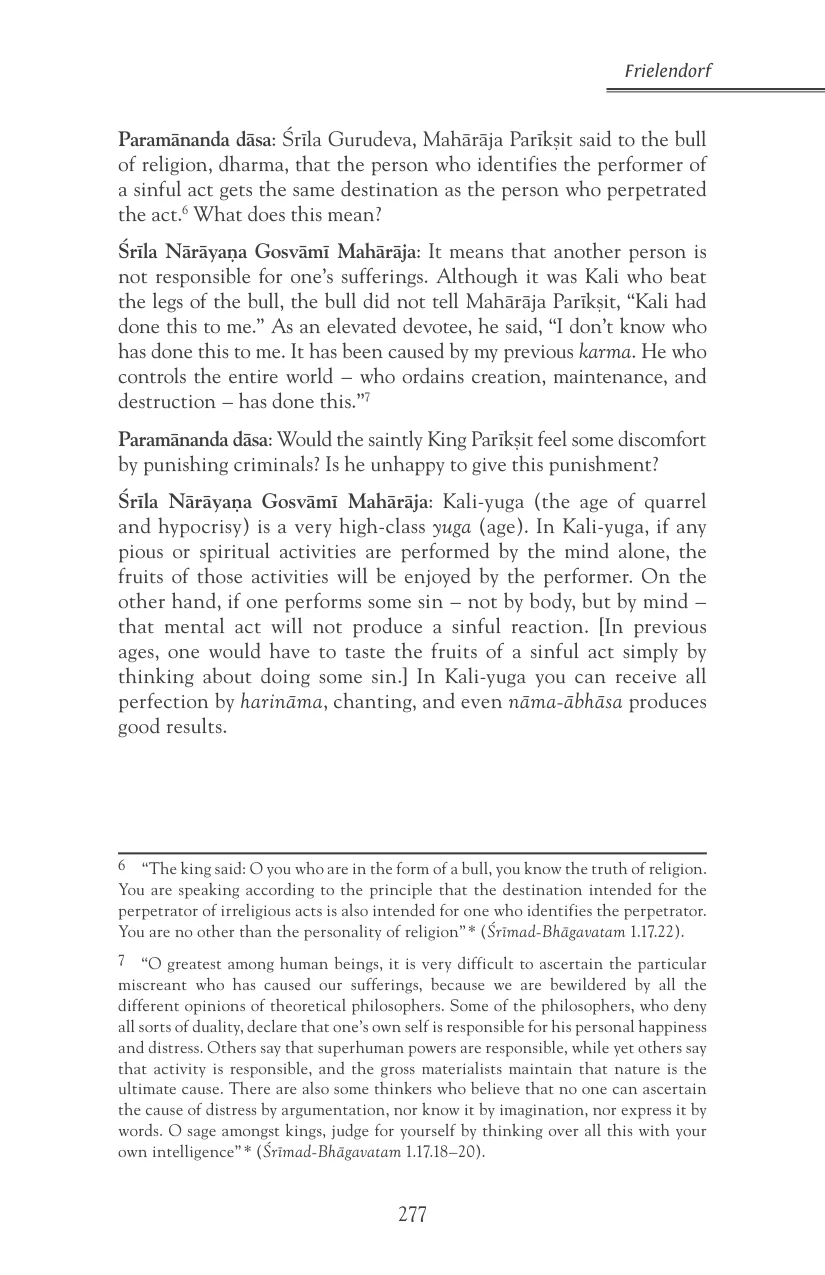 Frielendorf
Paramānanda dāsa: Śrīla Gurudeva, Mahārāja Parīkṣit said to the bull
of religion, dharma, that the person who identifies the performer of
a sinful act gets the same destination as the person who perpetrated
the act.6 What does this mean?
Śrīla Nārāyaṇa Gosvāmī Mahārāja: It means that another person is
not responsible for one’s sufferings. Although it was Kali who beat
the legs of the bull, the bull did not tell Mahārāja Parīkṣit, “Kali had
done this to me.” As an elevated devotee, he said, “I don’t know who
has done this to me. It has been caused by my previous karma. He who
controls the entire world – who ordains creation, maintenance, and
destruction – has done this.”7
Paramānanda dāsa: Would the saintly King Parīkṣit feel some discomfort
by punishing criminals? Is he unhappy to give this punishment?
Śrīla Nārāyaṇa Gosvāmī Mahārāja: Kali-yuga (the age of quarrel
and hypocrisy) is a very high-class yuga (age). In Kali-yuga, if any
pious or spiritual activities are performed by the mind alone, the
fruits of those activities will be enjoyed by the performer. On the
other hand, if one performs some sin – not by body, but by mind –
that mental act will not produce a sinful reaction. [In previous
ages, one would have to taste the fruits of a sinful act simply by
thinking about doing some sin.] In Kali-yuga you can receive all
perfection by harināma, chanting, and even nāma-ābhāsa produces
good results.
6 “The king said: O you who are in the form of a bull, you know the truth of religion.
You are speaking according to the principle that the destination intended for the
perpetrator of irreligious acts is also intended for one who identifies the perpetrator.
You are no other than the personality of religion” * (Śrīmad-Bhāgavatam 1.17.22).
7 “O greatest among human beings, it is very difficult to ascertain the particular
miscreant who has caused our sufferings, because we are bewildered by all the
different opinions of theoretical philosophers. Some of the philosophers, who deny
all sorts of duality, declare that one’s own self is responsible for his personal happiness
and distress. Others say that superhuman powers are responsible, while yet others say
that activity is responsible, and the gross materialists maintain that nature is the
ultimate cause. There are also some thinkers who believe that no one can ascertain
the cause of distress by argumentation, nor know it by imagination, nor express it by
words. O sage amongst kings, judge for yourself by thinking over all this with your
own intelligence” * (Śrīmad-Bhāgavatam 1.17.18–20).
277